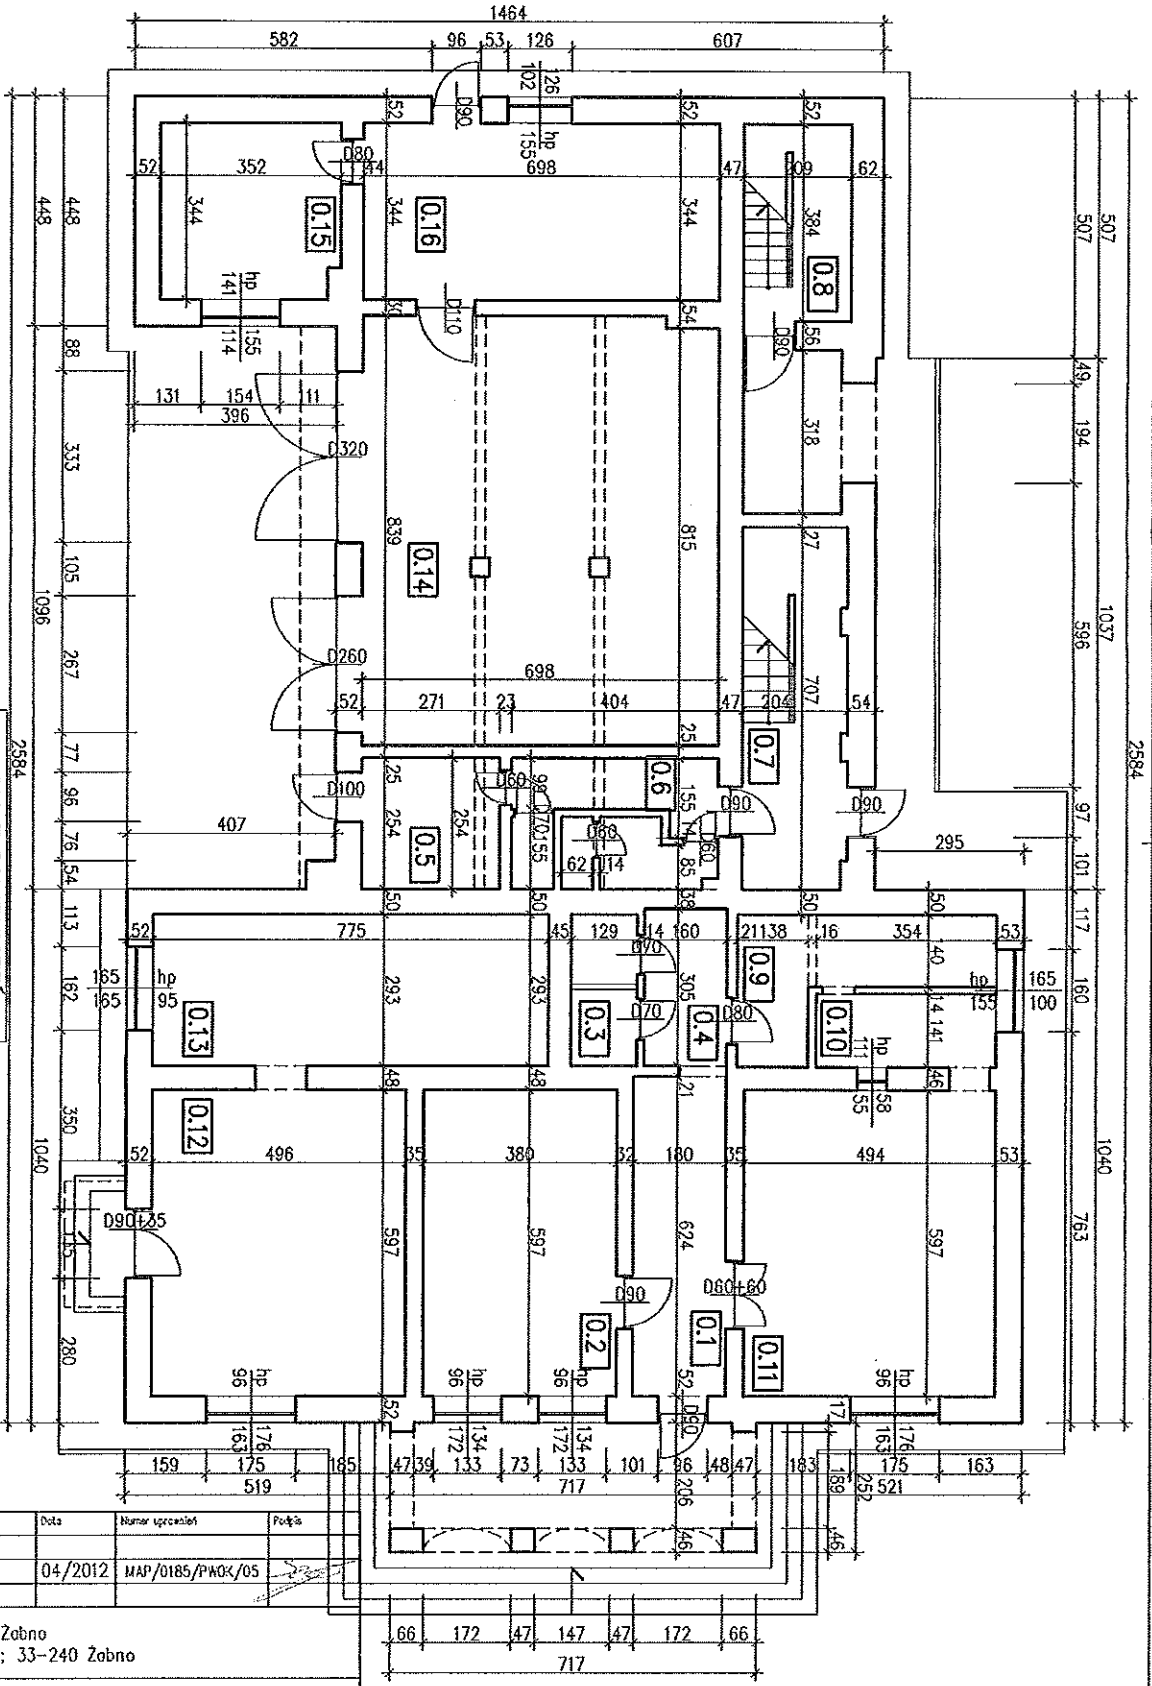 1464
582 96 53 126 607
126 102 hp 155
D90
52 52 52
52 352 D80 44 698 47 209 62
344 344 344 384
0.15 0.16 0.8
448 448 507 507
hp 141 155 114
D110 54 56 D90
88 131 154 11 49
396
D320 318 194
333 839 815 27
1096 0.14 1037
105 596
267 D260 698 707
52 271 23 404 47 204 54
2584 2584
77 25 25 0.7
96 D100 254 254 D60 96 0.6 155 D90 D90 97
407 0.5 D70 155 D60 14 D60 295
76 62 14 85 101
54 50 50 38 50 50
113 52 775 45 129 14 160 21 138 16 354 53 117
D70 0.9 140
165 165 hp 95 293 293 305 hp 155 165 100
162 D70 D80 14 141 160
0.13 0.3 0.4 0.10 hp 111
48 48 21 58 55 46
350 0.12
1040 52 496 35 380 32 180 35 494 53 1040
D90+35 597 597 624 597 763
D90 D60+60
280 0.2 0.1 0.11
hp 96 hp 96 hp 96 52 hp 96
52 D90 17
176 163 134 172 134 172 176 163
159 175 185 47 39 133 73 133 101 96 48 47 183 175 163
519 717 206 189 252 521
46 46
Data Numer uprawnień Podpis
04/2012 MAP/0185/PWOK/05
Żabno
; 33-240 Żabno
66 172 47 147 47 172 66
717